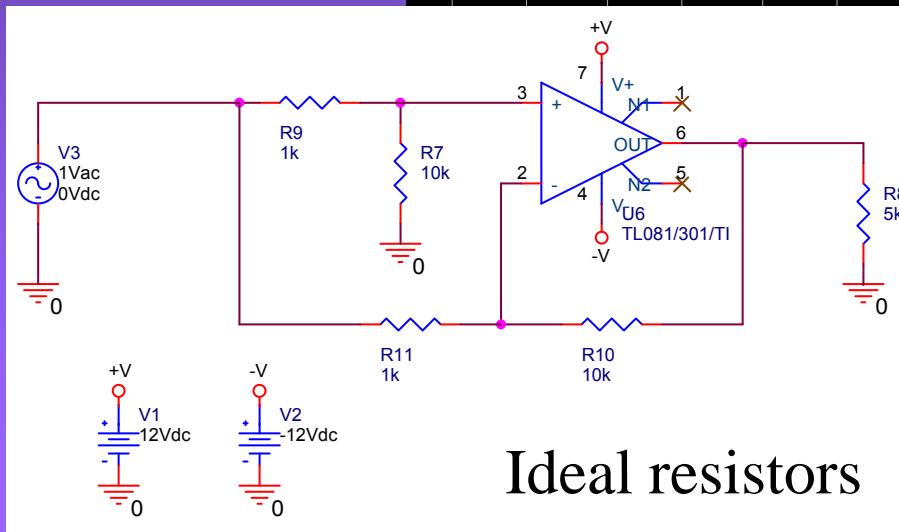 +V
7
V+
1
N1
3
+
6
OUT
R9
1k
V3
1Vac
0Vdc
R7
10k
2
-
5
N2
4
V-
U6
TL081/301/TI
-V
R8
5k
0
0
0
R11
1k
R10
10k
+V
-V
V1
12Vdc
V2
-12Vdc
0
0
Ideal resistors